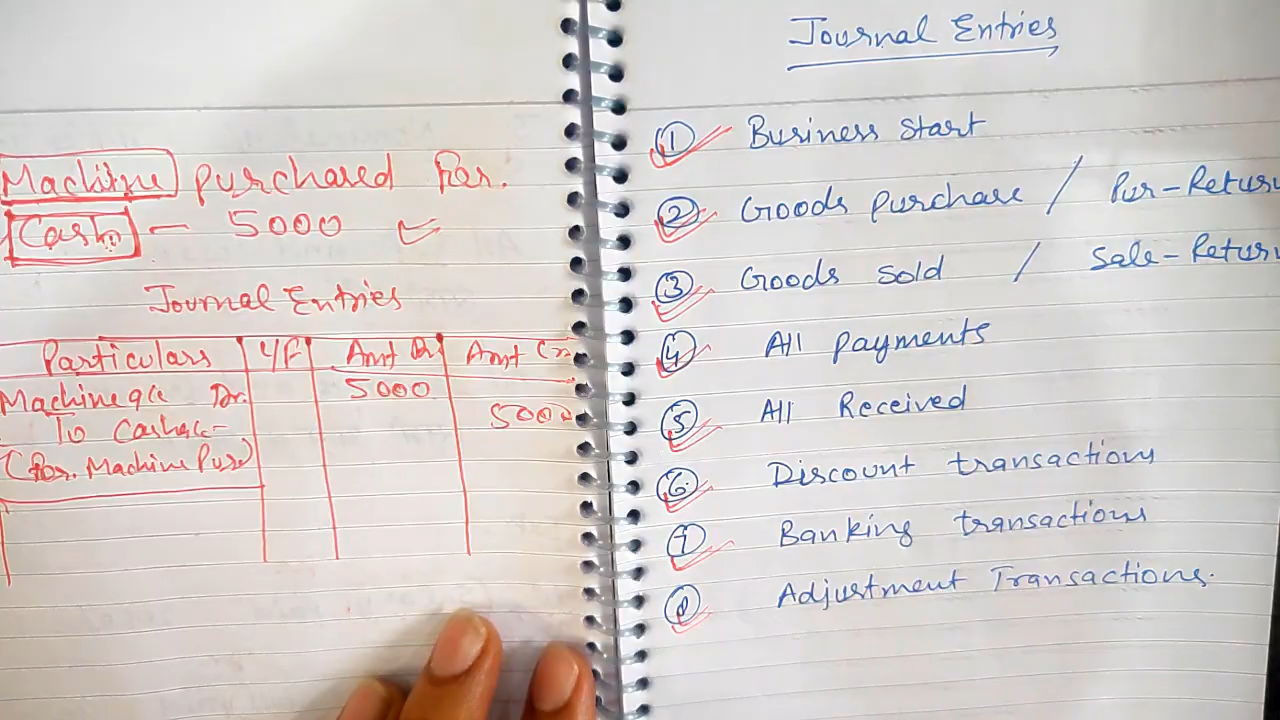 Machine purchased for.
Cash - 5000
Journal Entries
Particulars L/F Amt Dr Amt Cr.
Machine a/c Dr. 5000
To Cash a/c - 5000
(for. Machine Pur.)
Journal Entries
① Business Start
② Goods purchase / Pur-Return
③ Goods sold / Sale-Return
④ All payments
⑤ All Received
⑥ Discount transactions
⑦ Banking transactions
⑧ Adjustment Transactions.